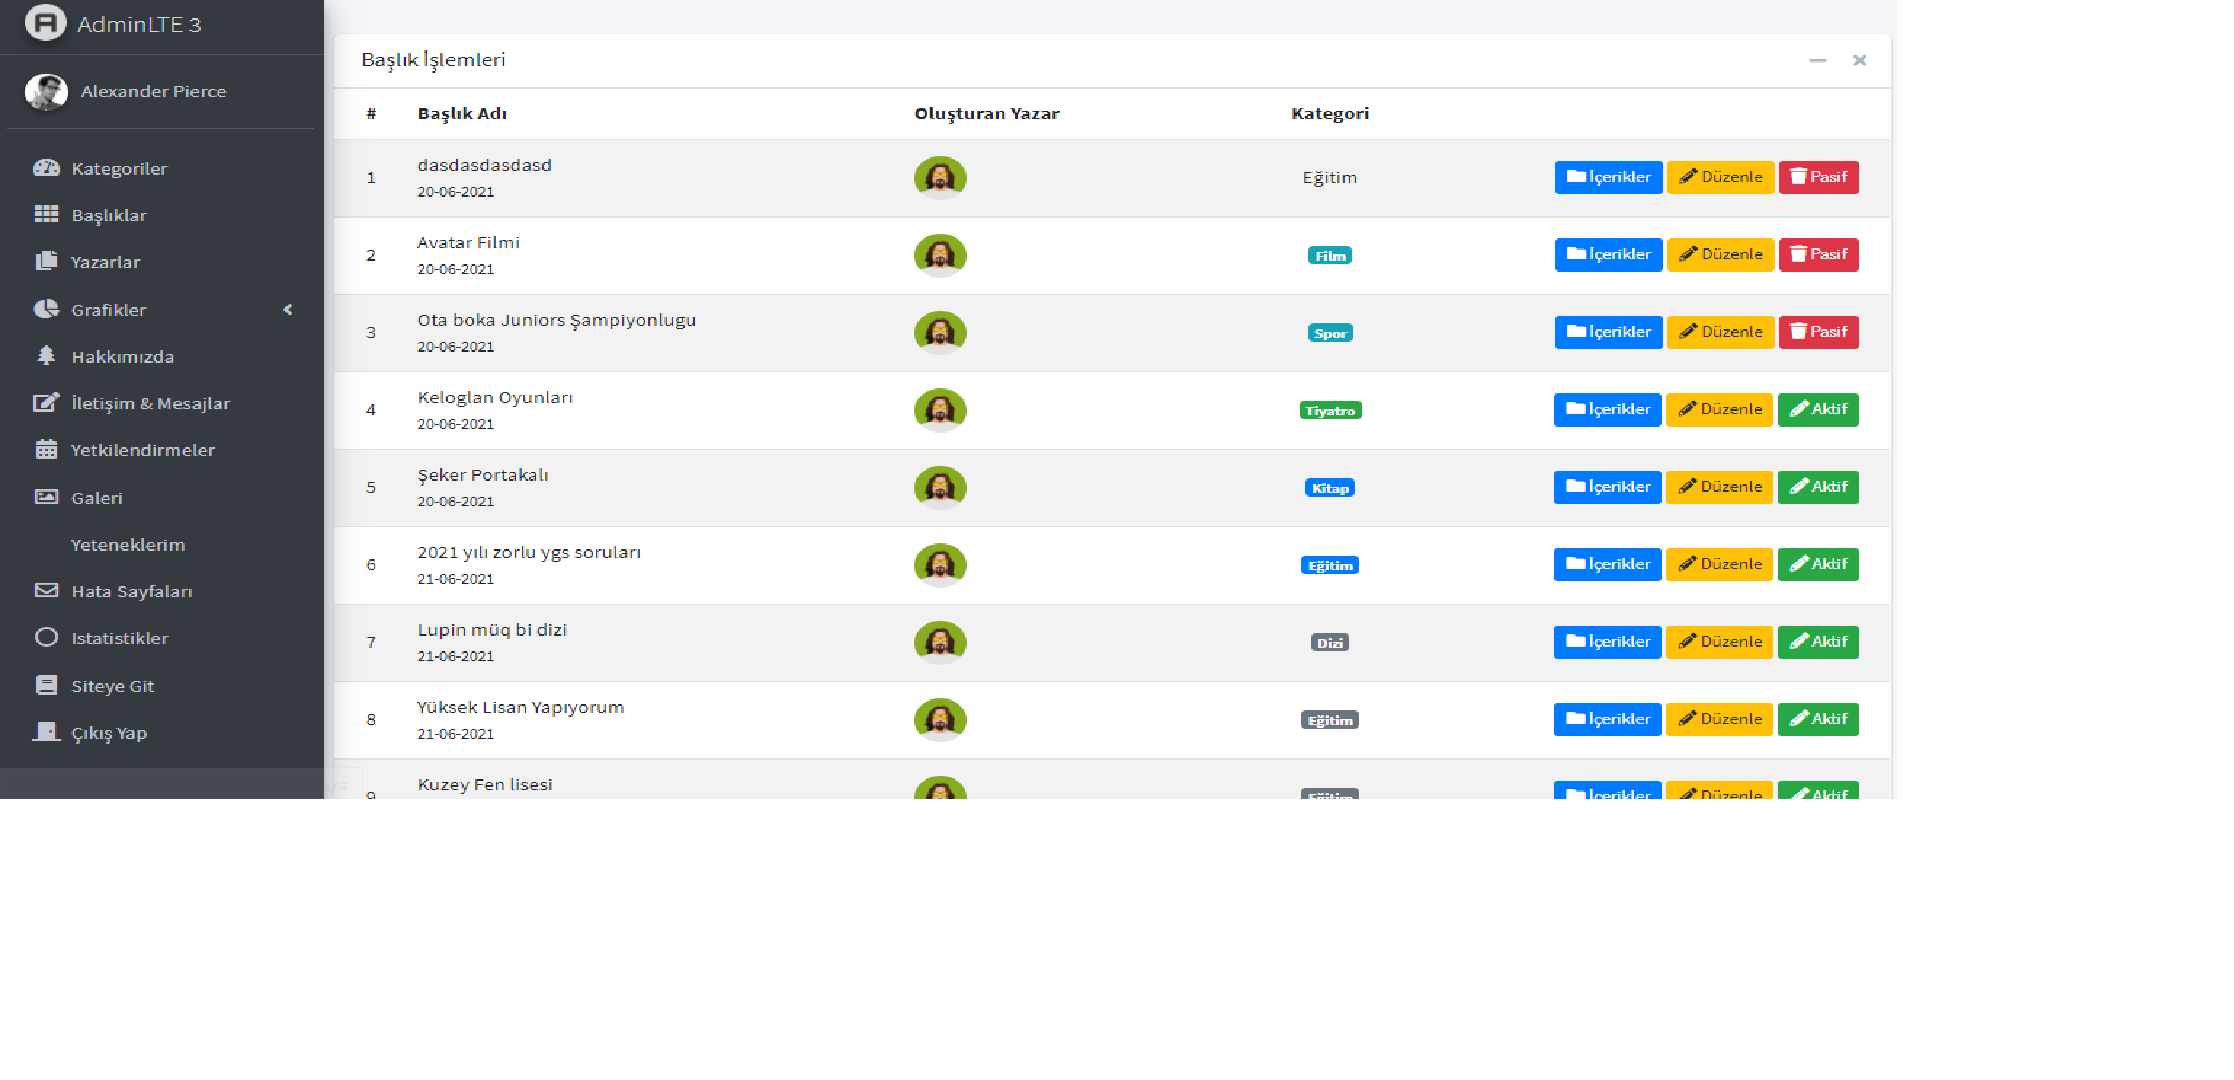 AdminLTE 3
Alexander Pierce
Kategoriler
Başlıklar
Yazarlar
Grafikler
Hakkımızda
İletişim & Mesajlar
Yetkilendirmeler
Galeri
Yeteneklerim
Hata Sayfaları
Istatistikler
Siteye Git
Çıkış Yap
Başlık İşlemleri
# Başlık Adı Oluşturan Yazar Kategori
1 dasdasdasdasd Eğitim İçerikler Düzenle Pasif
20-06-2021
2 Avatar Filmi Film İçerikler Düzenle Pasif
20-06-2021
3 Ota boka Juniors Şampiyonlugu Spor İçerikler Düzenle Pasif
20-06-2021
4 Keloglan Oyunları Tiyatro İçerikler Düzenle Aktif
20-06-2021
5 Şeker Portakalı Kitap İçerikler Düzenle Aktif
20-06-2021
6 2021 yılı zorlu ygs soruları Eğitim İçerikler Düzenle Aktif
21-06-2021
7 Lupin müq bi dizi Dizi İçerikler Düzenle Aktif
21-06-2021
8 Yüksek Lisan Yapıyorum Eğitim İçerikler Düzenle Aktif
21-06-2021
9 Kuzey Fen lisesi Eğitim İçerikler Düzenle Aktif